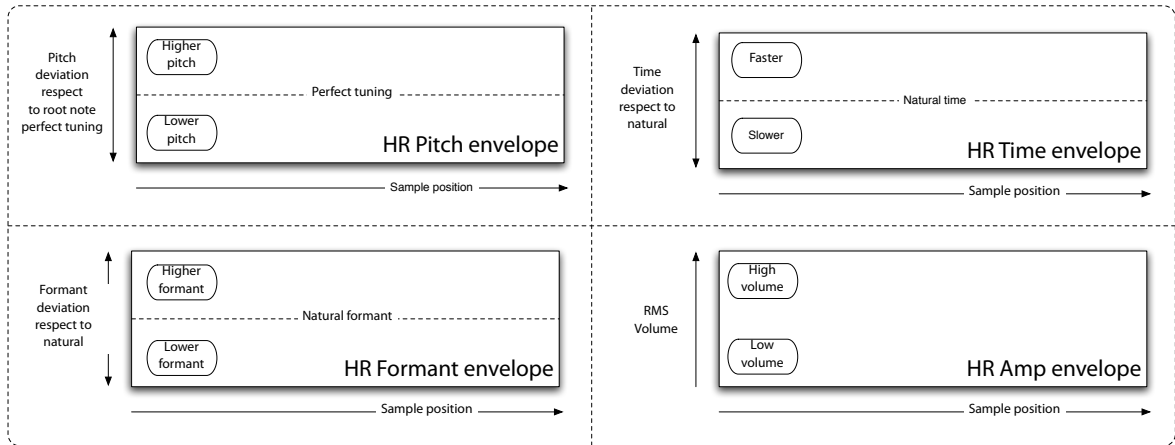 Pitch
deviation
respect
to root note
perfect tuning
Higher
pitch
Perfect tuning
Lower
pitch
HR Pitch envelope
Sample position
Time
deviation
respect to
natural
Faster
Natural time
Slower
HR Time envelope
Sample position
Formant
deviation
respect to
natural
Higher
formant
Natural formant
Lower
formant
HR Formant envelope
Sample position
RMS
Volume
High
volume
Low
volume
HR Amp envelope
Sample position